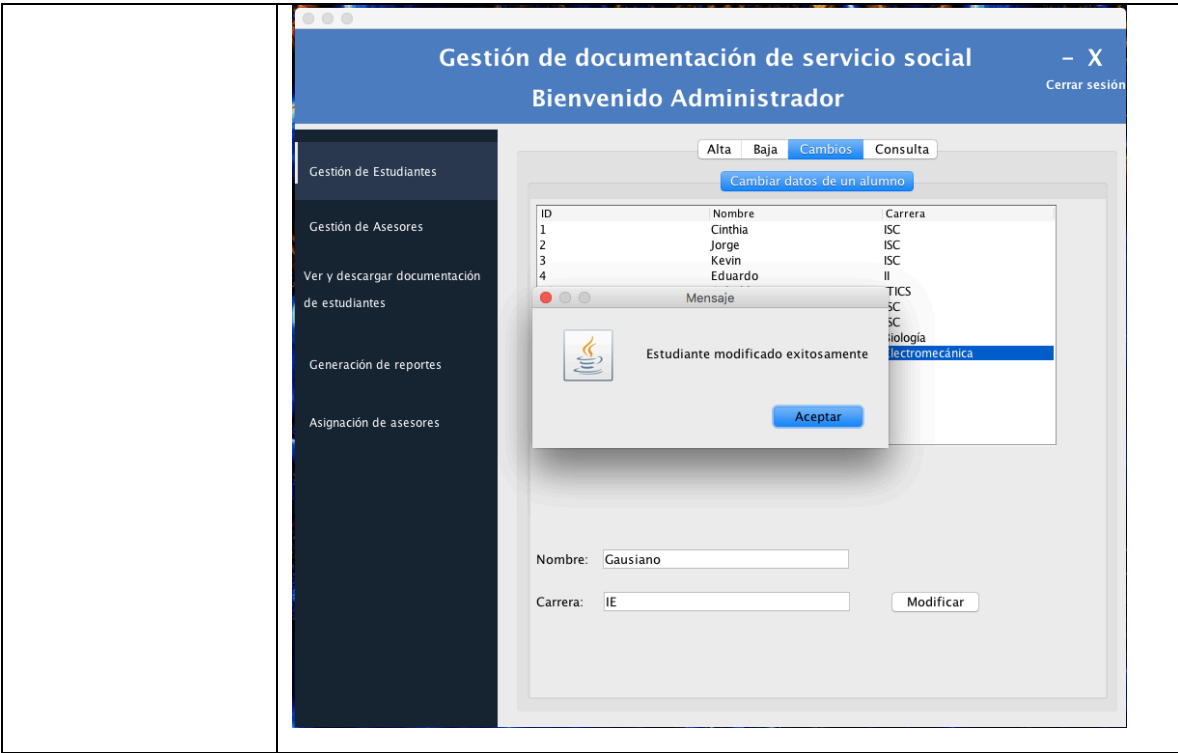 Gestión de documentación de servicio social
– X
Bienvenido Administrador
Cerrar sesión
Alta Baja Cambios Consulta
Cambiar datos de un alumno
Gestión de Estudiantes
Gestión de Asesores
Ver y descargar documentación
de estudiantes
Generación de reportes
Asignación de asesores
ID Nombre Carrera
1 Cinthia ISC
2 Jorge ISC
3 Kevin ISC
4 Eduardo II
TICS
Mensaje
Estudiante modificado exitosamente
Aceptar
Nombre: Gausiano
Carrera: IE
Modificar